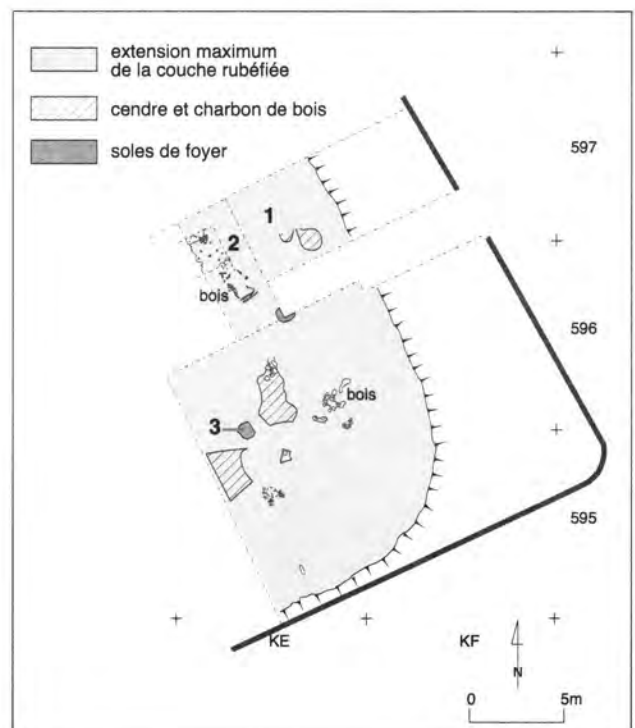 extension maximum
de la couche rubéfiée
cendre et charbon de bois
soles de foyer
597
1
2
bois
596
bois
3
595
KE
KF
N
0 5m